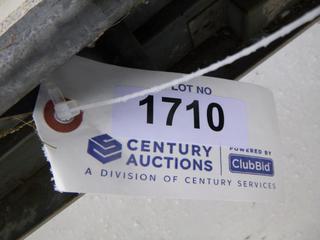 LOT NO
1710
CENTURY
AUCTIONS
POWERED BY
ClubBid
A DIVISION OF CENTURY SERVICES